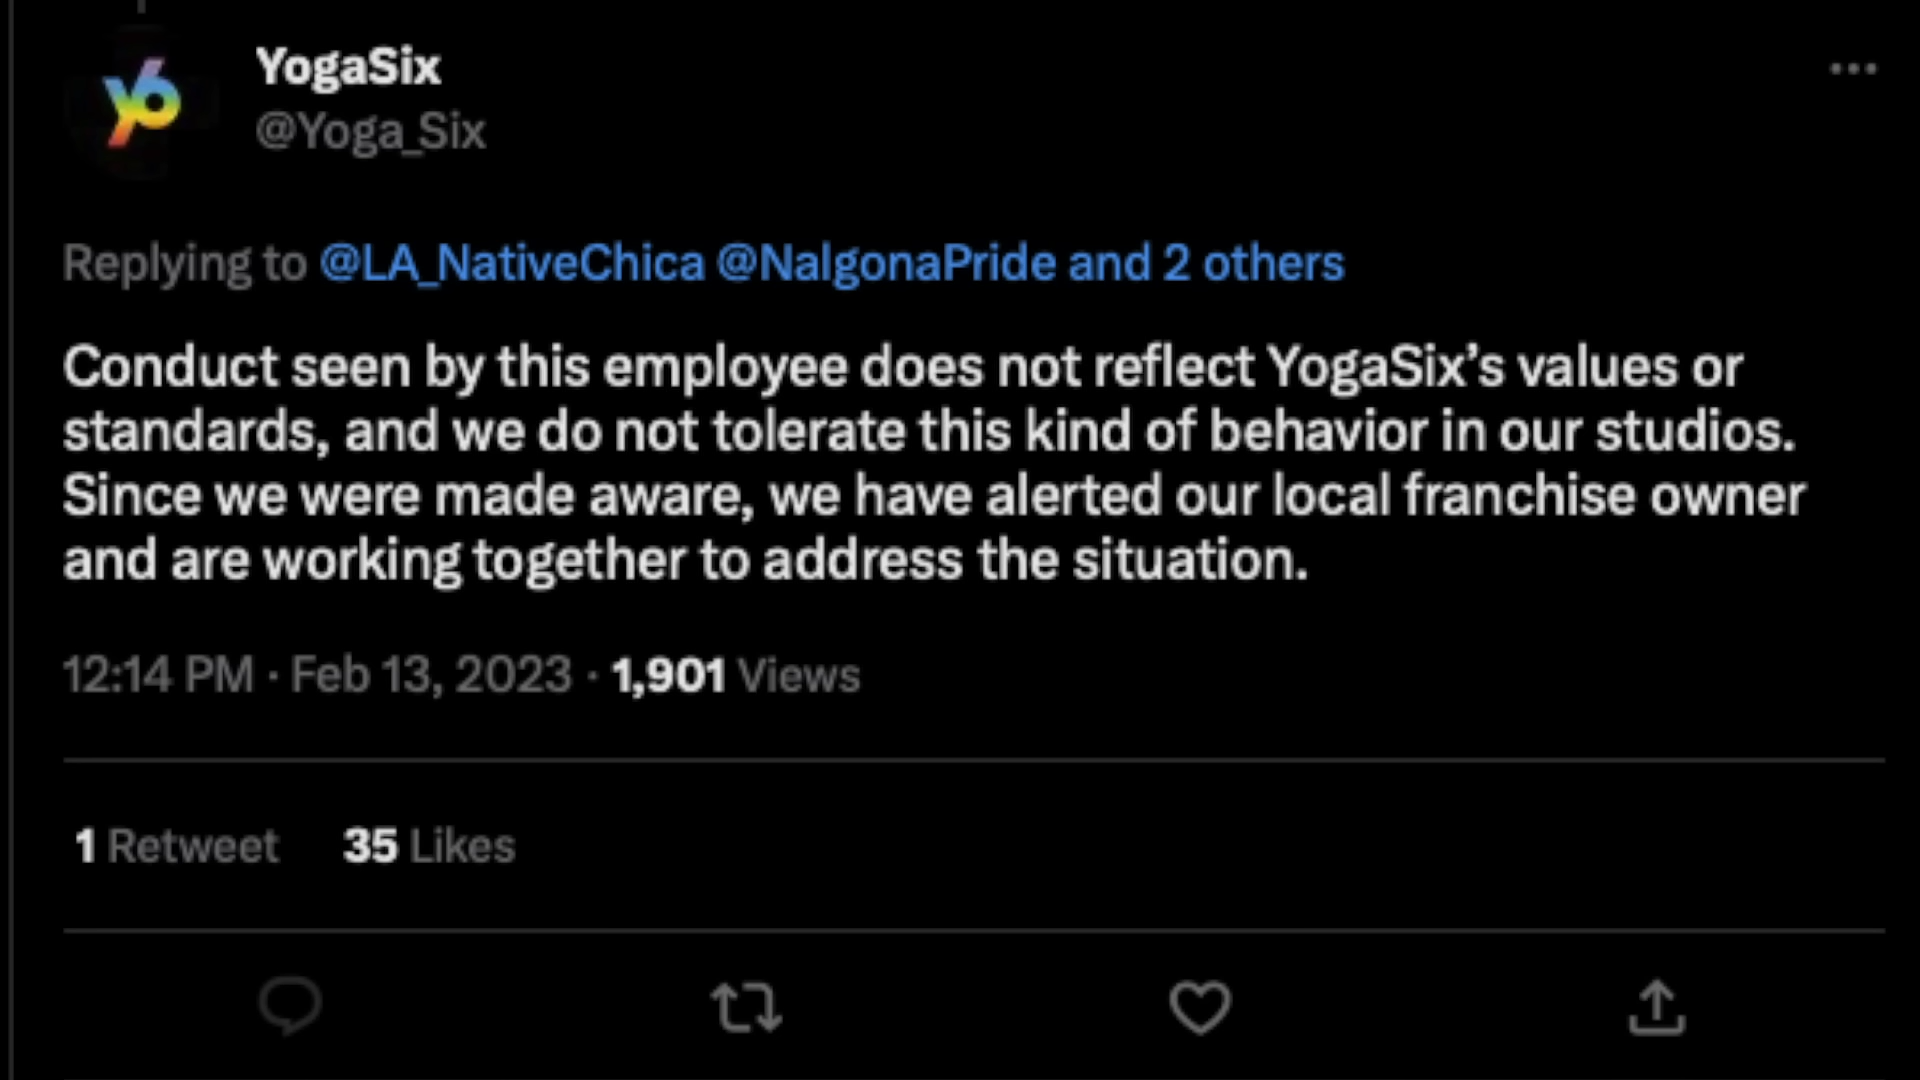 YogaSix
@Yoga_Six
Replying to @LA_NativeChica @NalgonaPride and 2 others
Conduct seen by this employee does not reflect YogaSix’s values or
standards, and we do not tolerate this kind of behavior in our studios.
Since we were made aware, we have alerted our local franchise owner
and are working together to address the situation.
12:14 PM · Feb 13, 2023 · 1,901 Views
1 Retweet 35 Likes